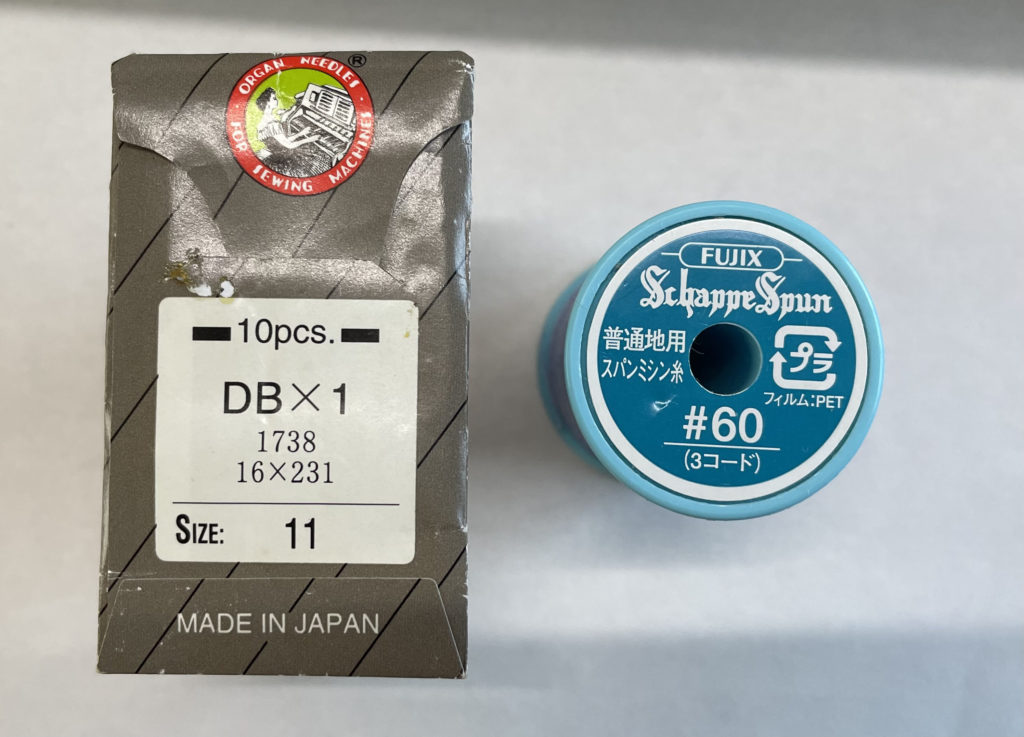 ORGAN NEEDLES
FOR SEWING MACHINES
®
10pcs.
DB×1
1738
16×231
SIZE: 11
MADE IN JAPAN
FUJIX
Schappe Spun
普通地用
スパンミシン糸
プラ
フィルム:PET
#60
(3コード)